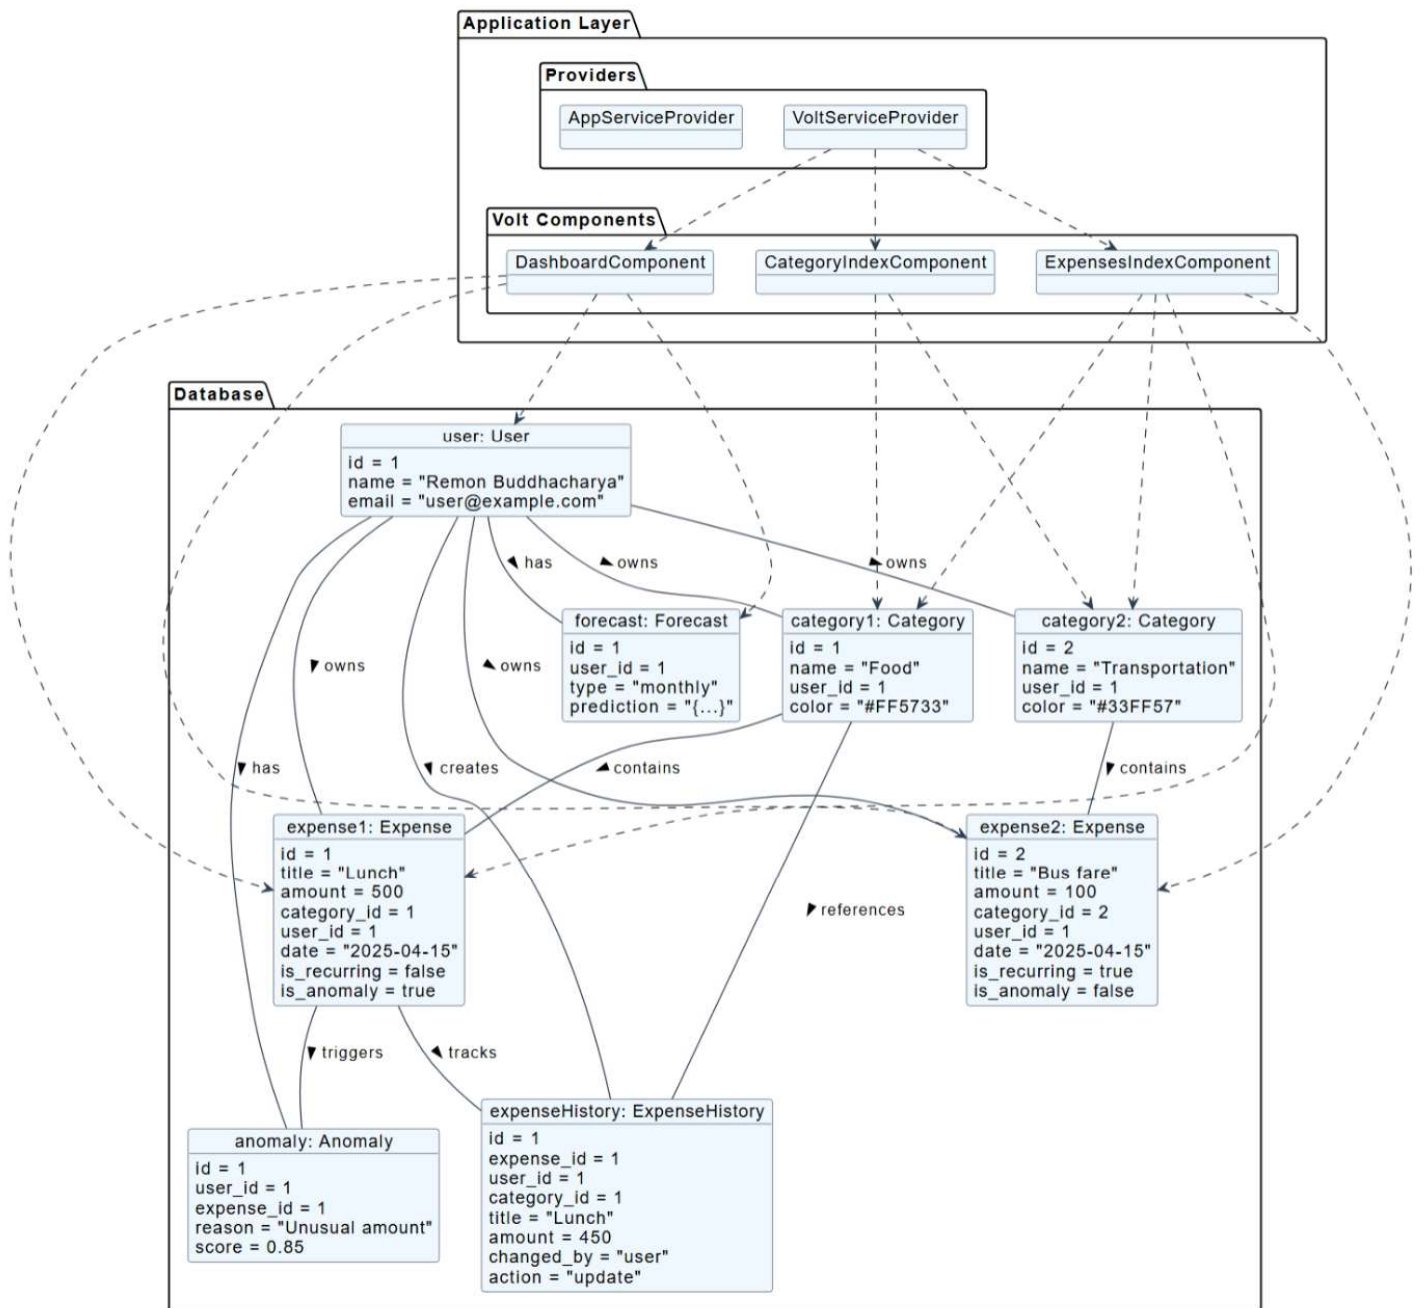 Application Layer
Providers
AppServiceProvider
VoltServiceProvider
Volt Components
DashboardComponent
CategoryIndexComponent
ExpensesIndexComponent
Database
user: User
id = 1
name = "Remon Buddhacharya"
email = "user@example.com"
has
owns
owns
forecast: Forecast
id = 1
user_id = 1
type = "monthly"
prediction = "{...}"
category1: Category
id = 1
name = "Food"
user_id = 1
color = "#FF5733"
category2: Category
id = 2
name = "Transportation"
user_id = 1
color = "#33FF57"
owns
owns
has
creates
contains
contains
expense1: Expense
id = 1
title = "Lunch"
amount = 500
category_id = 1
user_id = 1
date = "2025-04-15"
is_recurring = false
is_anomaly = true
expense2: Expense
id = 2
title = "Bus fare"
amount = 100
category_id = 2
user_id = 1
date = "2025-04-15"
is_recurring = true
is_anomaly = false
references
triggers
tracks
anomaly: Anomaly
id = 1
user_id = 1
expense_id = 1
reason = "Unusual amount"
score = 0.85
expenseHistory: ExpenseHistory
id = 1
expense_id = 1
user_id = 1
category_id = 1
title = "Lunch"
amount = 450
changed_by = "user"
action = "update"